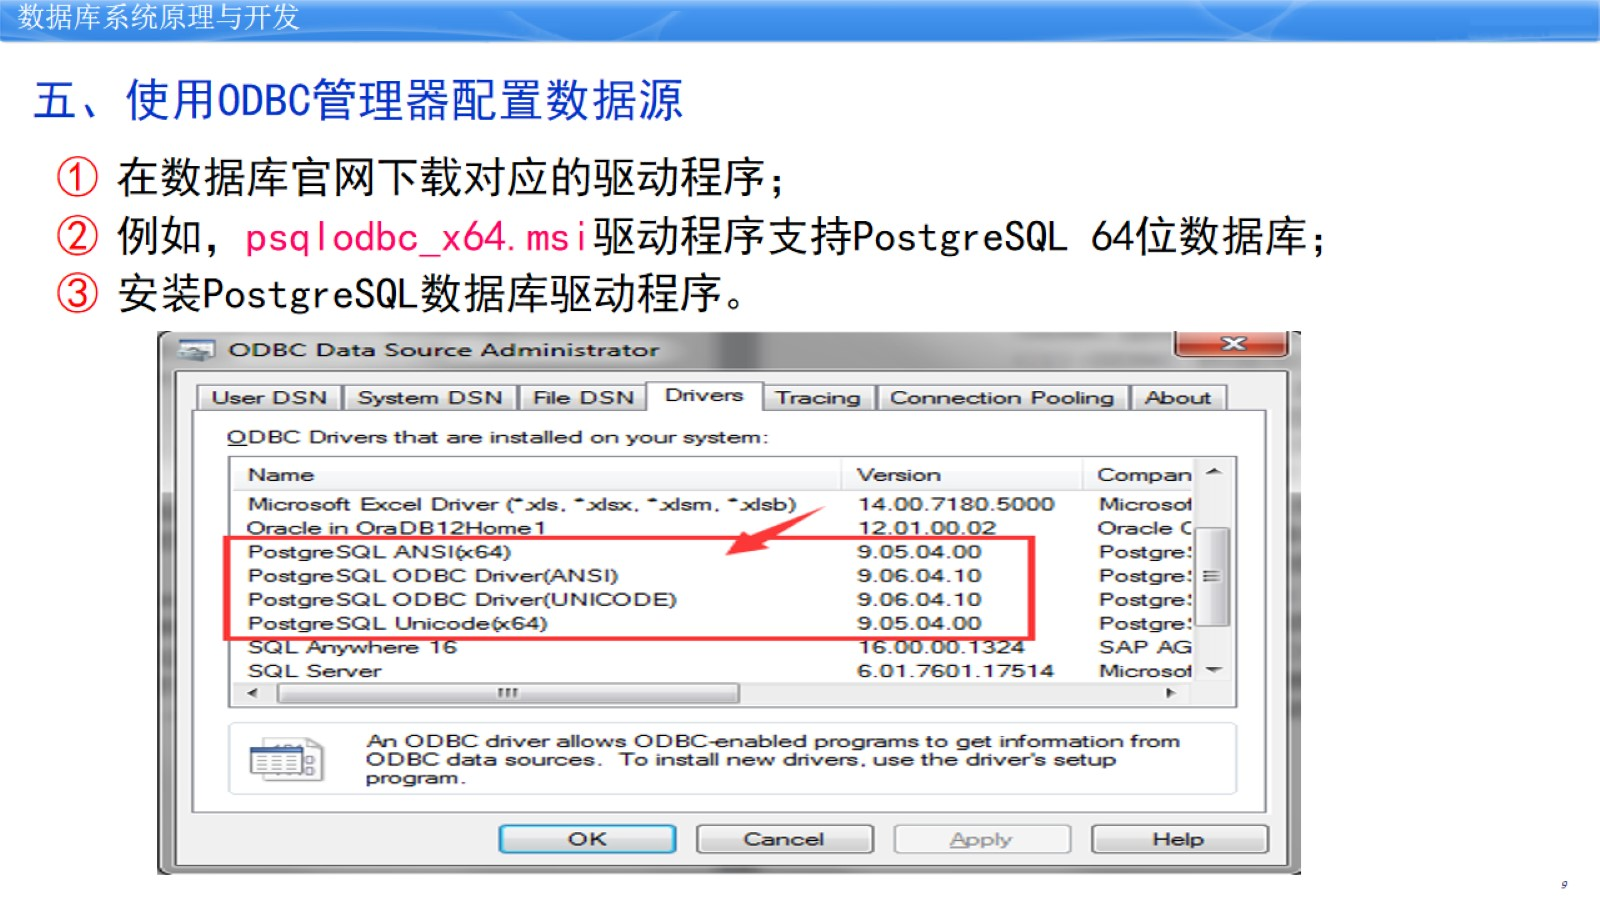 数据库系统原理与开发
五、使用ODBC管理器配置数据源
① 在数据库官网下载对应的驱动程序；
② 例如，psqlodbc_x64.msi驱动程序支持PostgreSQL 64位数据库；
③ 安装PostgreSQL数据库驱动程序。
ODBC Data Source Administrator
User DSN System DSN File DSN Drivers Tracing Connection Pooling About
ODBC Drivers that are installed on your system:
Name Version Compan
Microsoft Excel Driver (*.xls, *.xlsx, *.xlsm, *.xlsb) 14.00.7180.5000 Microsof
Oracle in OraDB12Home1 12.01.00.02 Oracle C
PostgreSQL ANSI(x64) 9.05.04.00 Postgre
PostgreSQL ODBC Driver(ANSI) 9.06.04.10 Postgre
PostgreSQL ODBC Driver(UNICODE) 9.06.04.10 Postgre
PostgreSQL Unicode(x64) 9.05.04.00 Postgre
SQL Anywhere 16 16.00.00.1324 SAP AG
SQL Server 6.01.7601.17514 Microsof
An ODBC driver allows ODBC-enabled programs to get information from
ODBC data sources. To install new drivers, use the driver's setup
program.
OK Cancel Apply Help
9